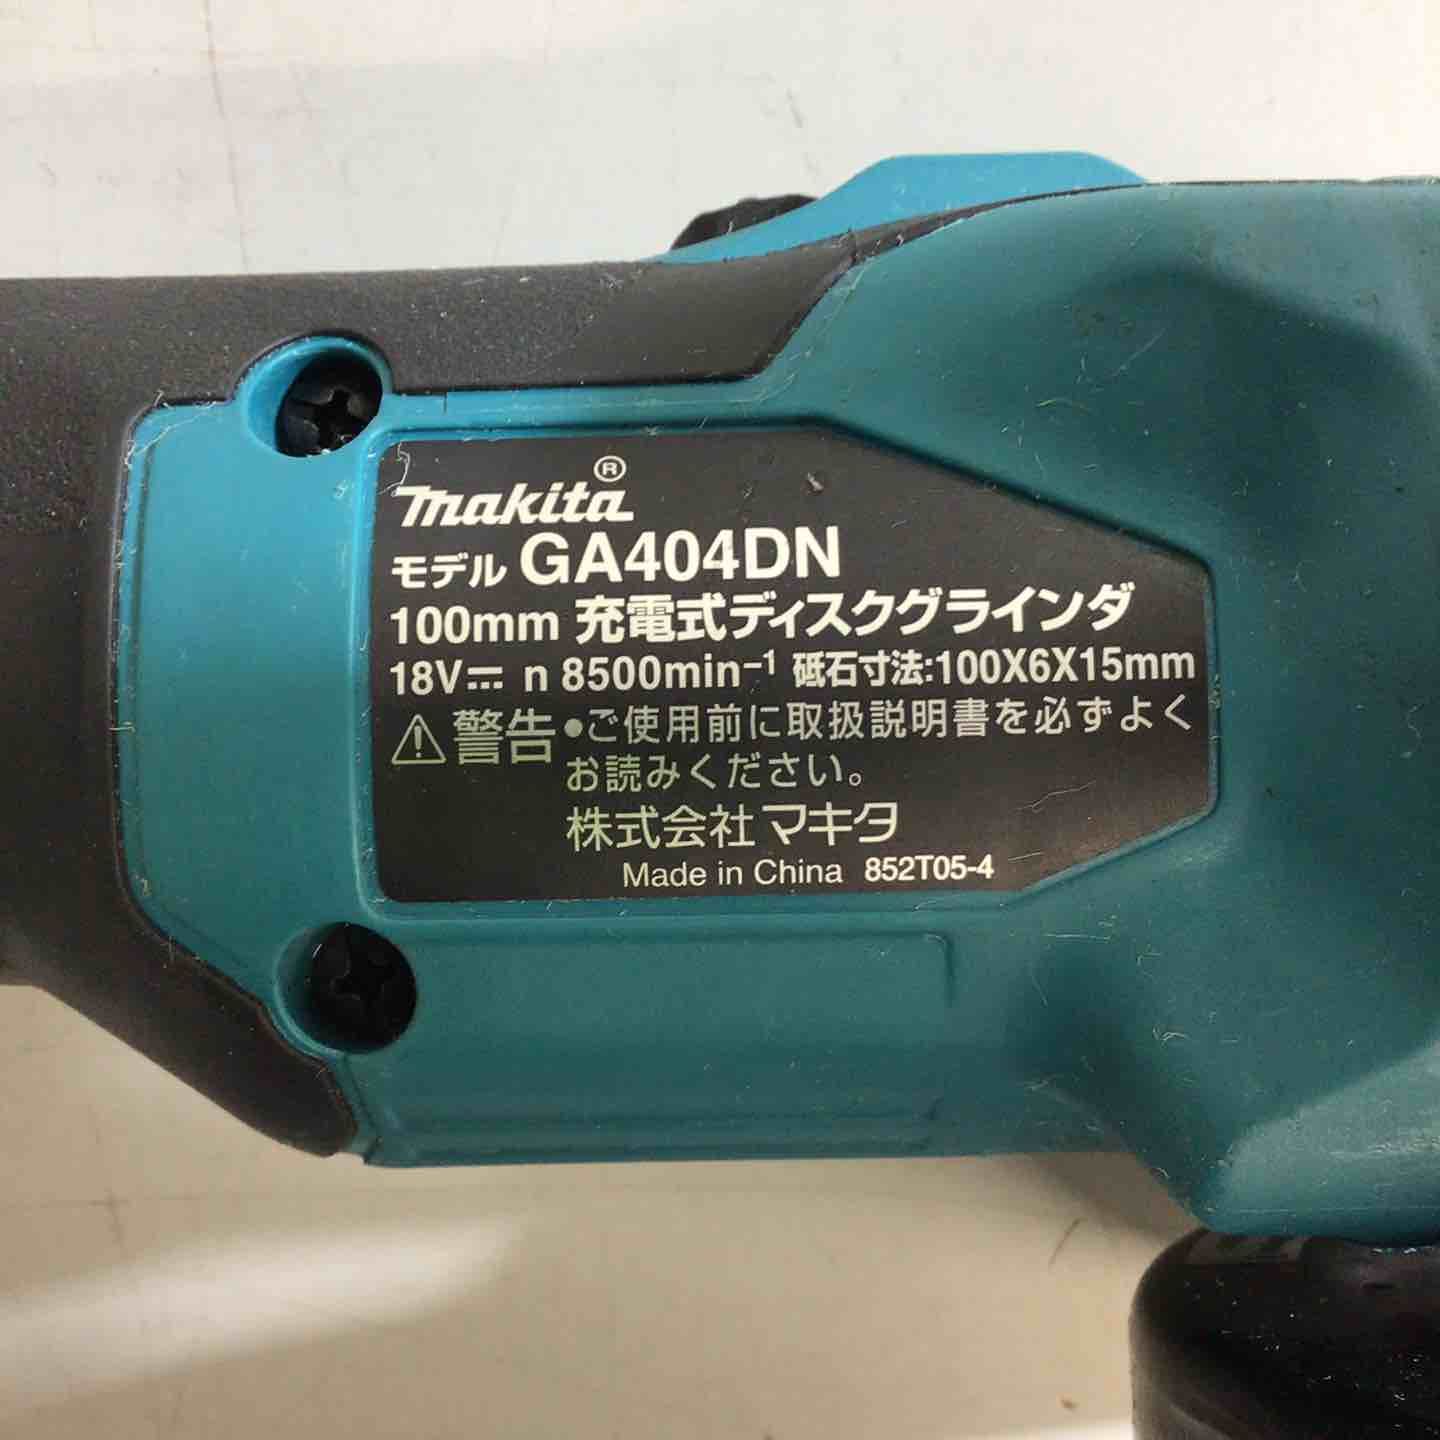 makita®
モデル GA404DN
100mm 充電式ディスクグラインダ
18V⎓ n 8500min⁻¹ 砥石寸法:100X6X15mm
⚠警告 •ご使用前に取扱説明書を必ずよく
お読みください。
株式会社マキタ
Made in China 852T05-4